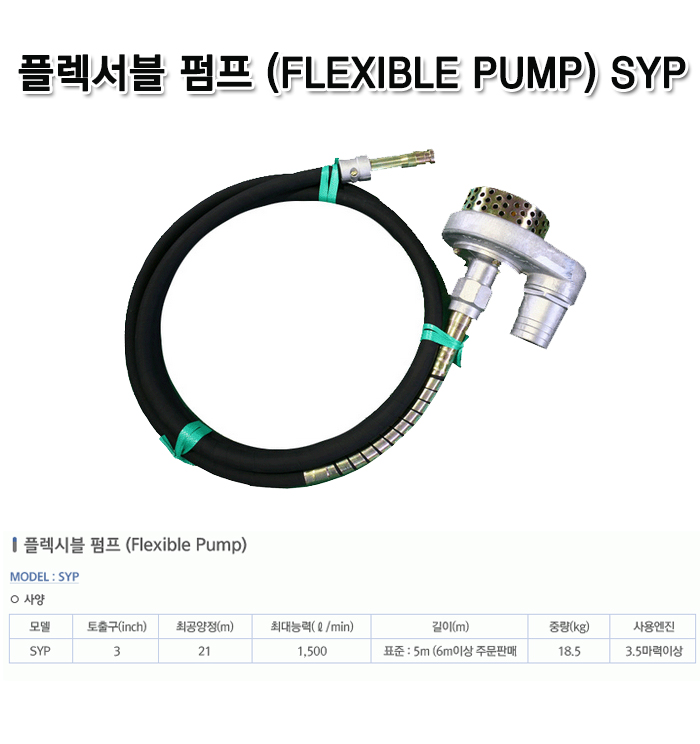 플렉서블 펌프 (FLEXIBLE PUMP) SYP
플렉시블 펌프 (Flexible Pump)
MODEL : SYP
○ 사양
모델 토출구(inch) 최공양정(m) 최대능력(ℓ/min) 길이(m) 중량(kg) 사용엔진
SYP 3 21 1,500 표준 : 5m (6m이상 주문판매 18.5 3.5마력이상